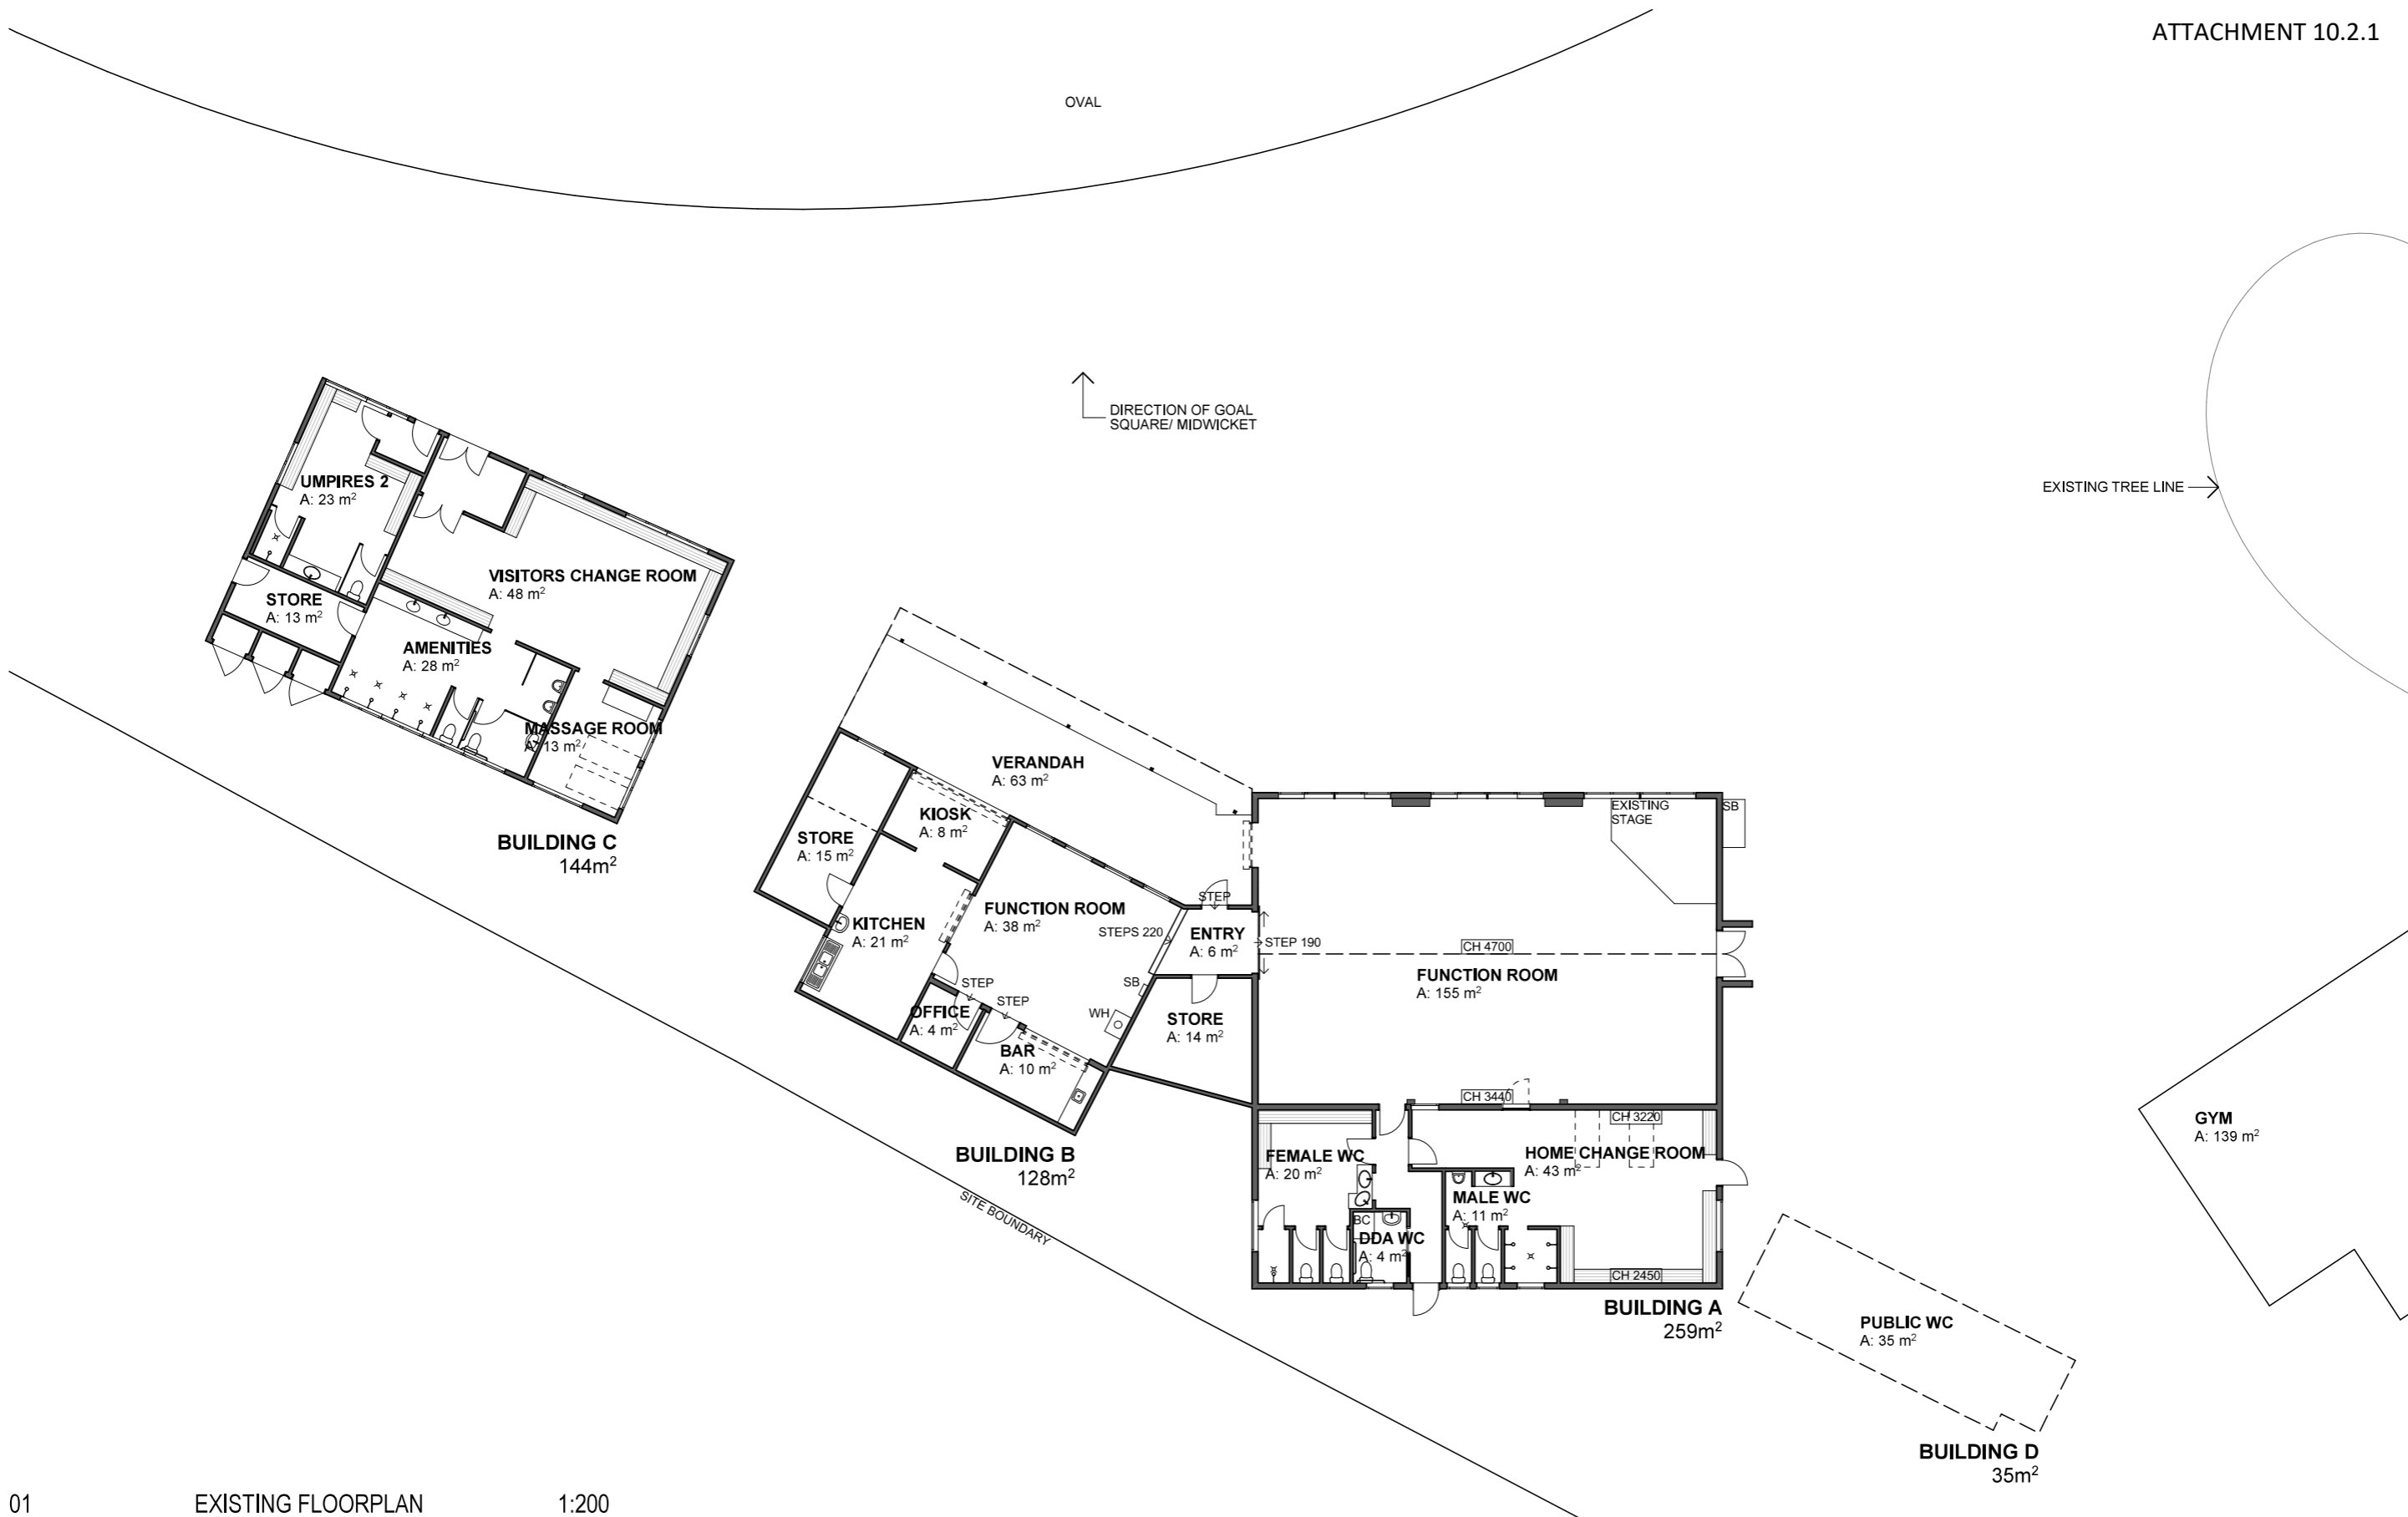 ATTACHMENT 10.2.1
OVAL
DIRECTION OF GOAL
SQUARE/ MIDWICKET
EXISTING TREE LINE
UMPIRES 2
A: 23 m²
VISITORS CHANGE ROOM
A: 48 m²
STORE
A: 13 m²
AMENITIES
A: 28 m²
MASSAGE ROOM
A: 13 m²
BUILDING C
144m²
VERANDAH
A: 63 m²
KIOSK
A: 8 m²
STORE
A: 15 m²
KITCHEN
A: 21 m²
FUNCTION ROOM
A: 38 m²
STEP
STEPS 220
ENTRY
A: 6 m²
STEP 190
SB
WH
STEP
STEP
OFFICE
A: 4 m²
BAR
A: 10 m²
STORE
A: 14 m²
BUILDING B
128m²
SITE BOUNDARY
EXISTING
STAGE
SB
CH 4700
FUNCTION ROOM
A: 155 m²
CH 3440
CH 3220
FEMALE WC
A: 20 m²
HOME CHANGE ROOM
A: 43 m²
MALE WC
A: 11 m²
BC
DDA WC
A: 4 m²
CH 2450
BUILDING A
259m²
GYM
A: 139 m²
PUBLIC WC
A: 35 m²
BUILDING D
35m²
01 EXISTING FLOORPLAN 1:200